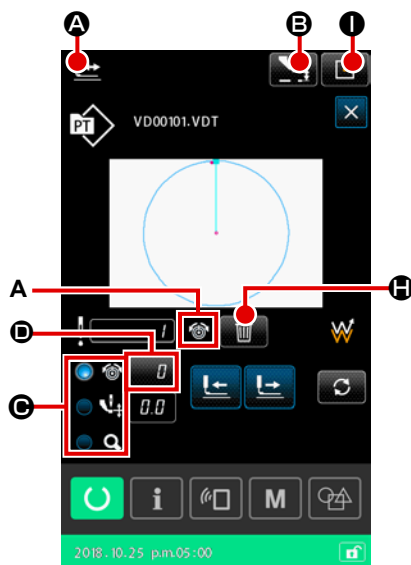 A B I
PT VD00101.VDT
A H
1
D
0
C 0.0
i M
2018.10.25 p.m.05:00